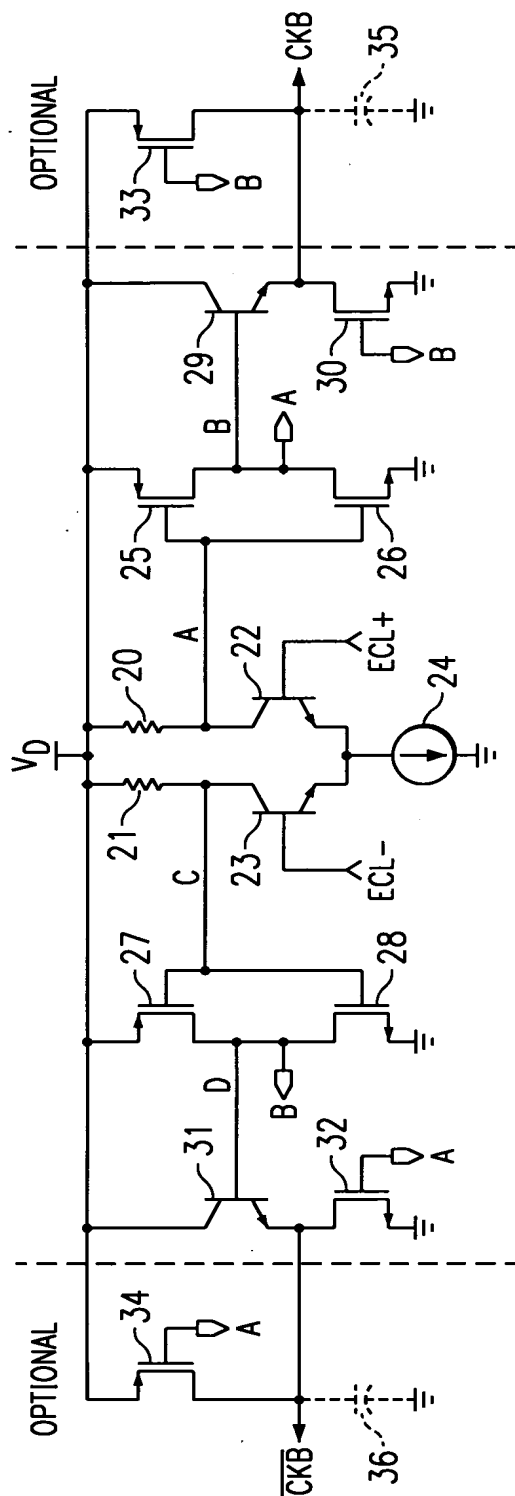 OPTIONAL
OPTIONAL
V_D
34
A
33
B
31
D
27
C
21
20
A
25
B
29
B
A
23
22
32
A
28
26
30
B
ECL-
ECL+
24
C̅K̅B̅
CKB
36
35